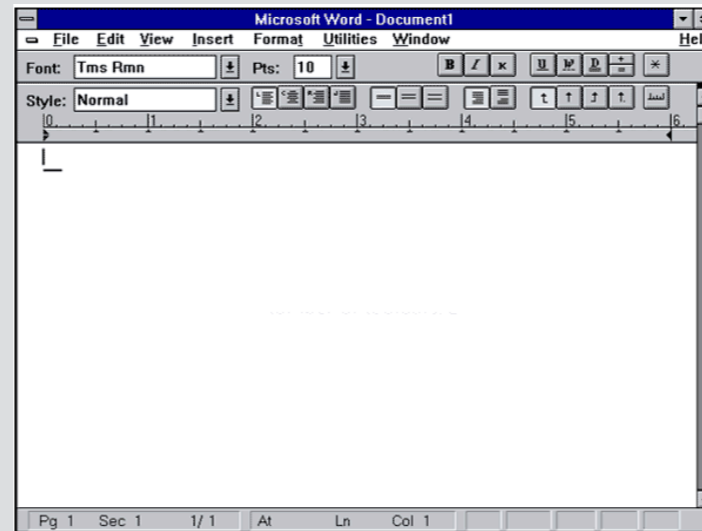 Microsoft Word - Document1
File Edit View Insert Format Utilities Window Hel
Font: Tms Rmn Pts: 10 B I K U W D
Style: Normal
0 1 2 3 4 5 6
Pg 1 Sec 1 1/1 At Ln Col 1